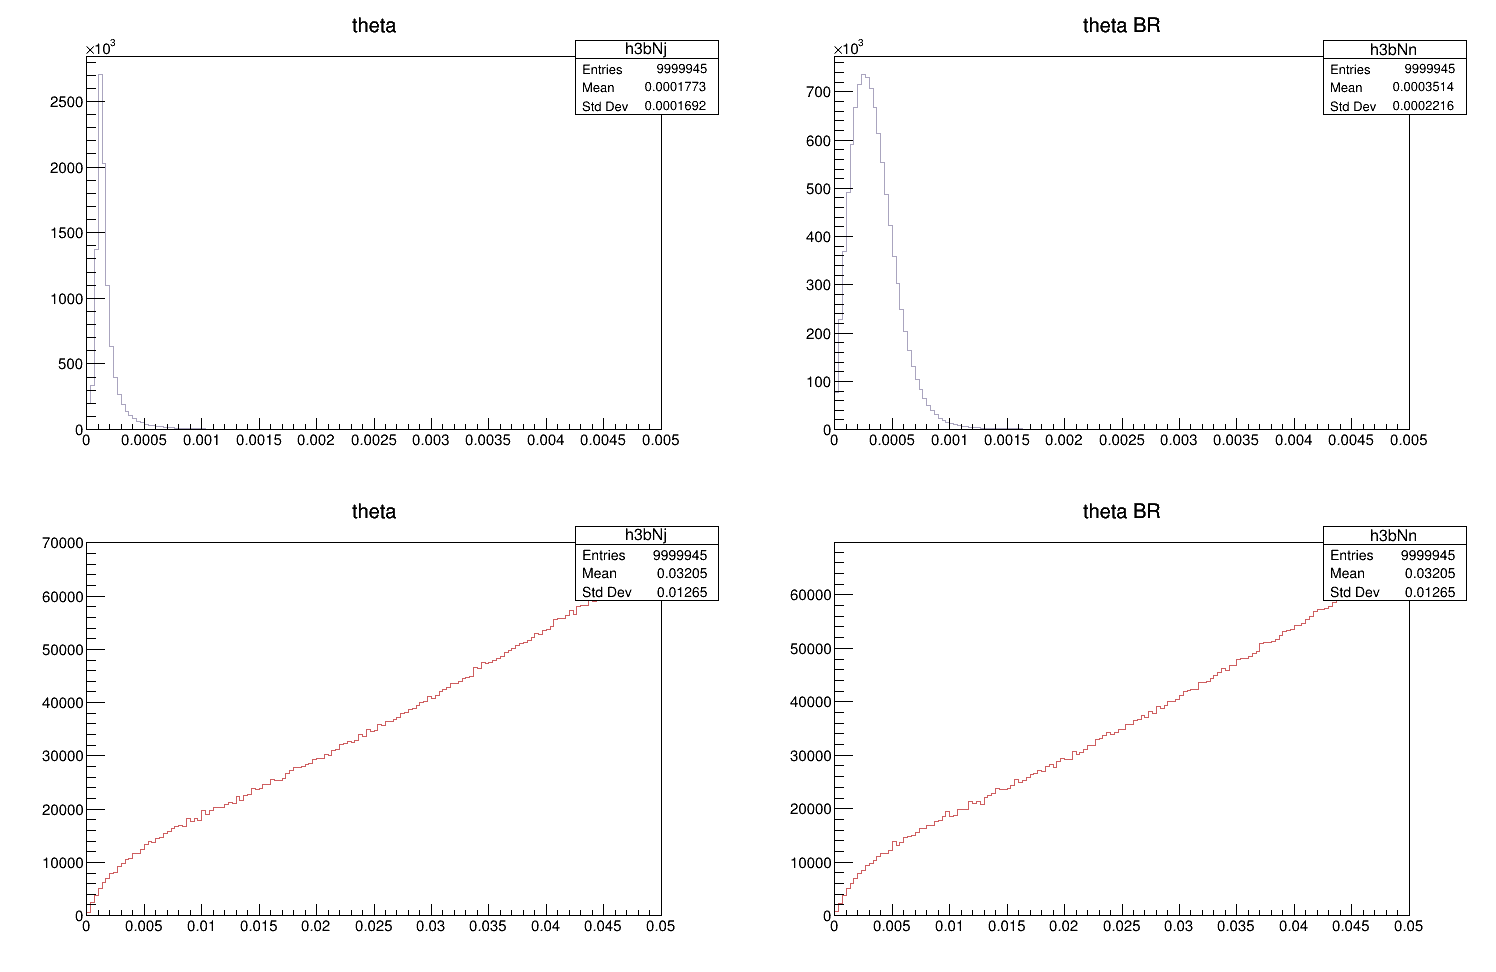 theta
×10³
h3bNj
Entries 9999945
Mean 0.0001773
Std Dev 0.0001692
2500
2000
1500
1000
500
0
0 0.0005 0.001 0.0015 0.002 0.0025 0.003 0.0035 0.004 0.0045 0.005
theta BR
×10³
h3bNn
Entries 9999945
Mean 0.0003514
Std Dev 0.0002216
700
600
500
400
300
200
100
0
0 0.0005 0.001 0.0015 0.002 0.0025 0.003 0.0035 0.004 0.0045 0.005
theta
h3bNj
Entries 9999945
Mean 0.03205
Std Dev 0.01265
70000
60000
50000
40000
30000
20000
10000
0
0 0.005 0.01 0.015 0.02 0.025 0.03 0.035 0.04 0.045 0.05
theta BR
h3bNn
Entries 9999945
Mean 0.03205
Std Dev 0.01265
60000
50000
40000
30000
20000
10000
0
0 0.005 0.01 0.015 0.02 0.025 0.03 0.035 0.04 0.045 0.05